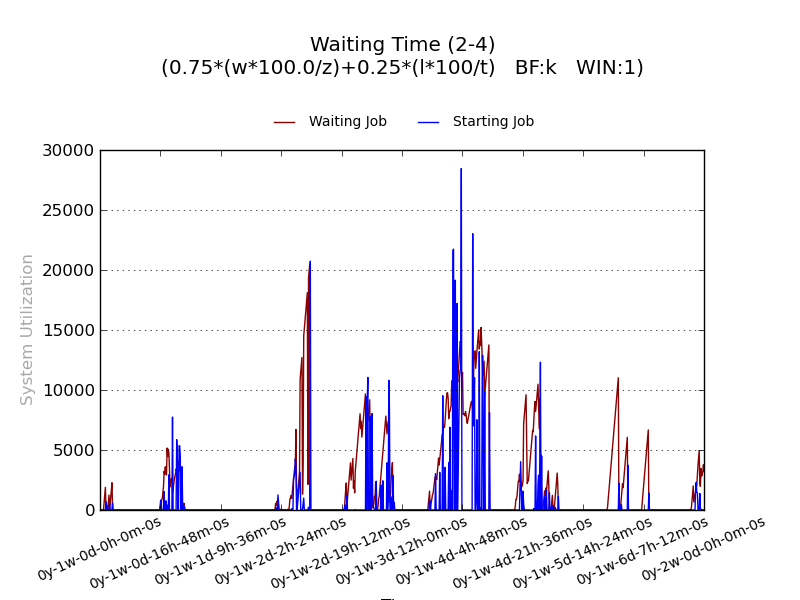 Waiting Time (2-4)
(0.75*(w*100.0/z)+0.25*(l*100/t)   BF:k   WIN:1)
Waiting Job   Starting Job
30000
25000
20000
15000
10000
5000
0
System Utilization
0y-1w-0d-0h-0m-0s
0y-1w-0d-16h-48m-0s
0y-1w-1d-9h-36m-0s
0y-1w-2d-2h-24m-0s
0y-1w-2d-19h-12m-0s
0y-1w-3d-12h-0m-0s
0y-1w-4d-4h-48m-0s
0y-1w-4d-21h-36m-0s
0y-1w-5d-14h-24m-0s
0y-1w-6d-7h-12m-0s
0y-2w-0d-0h-0m-0s